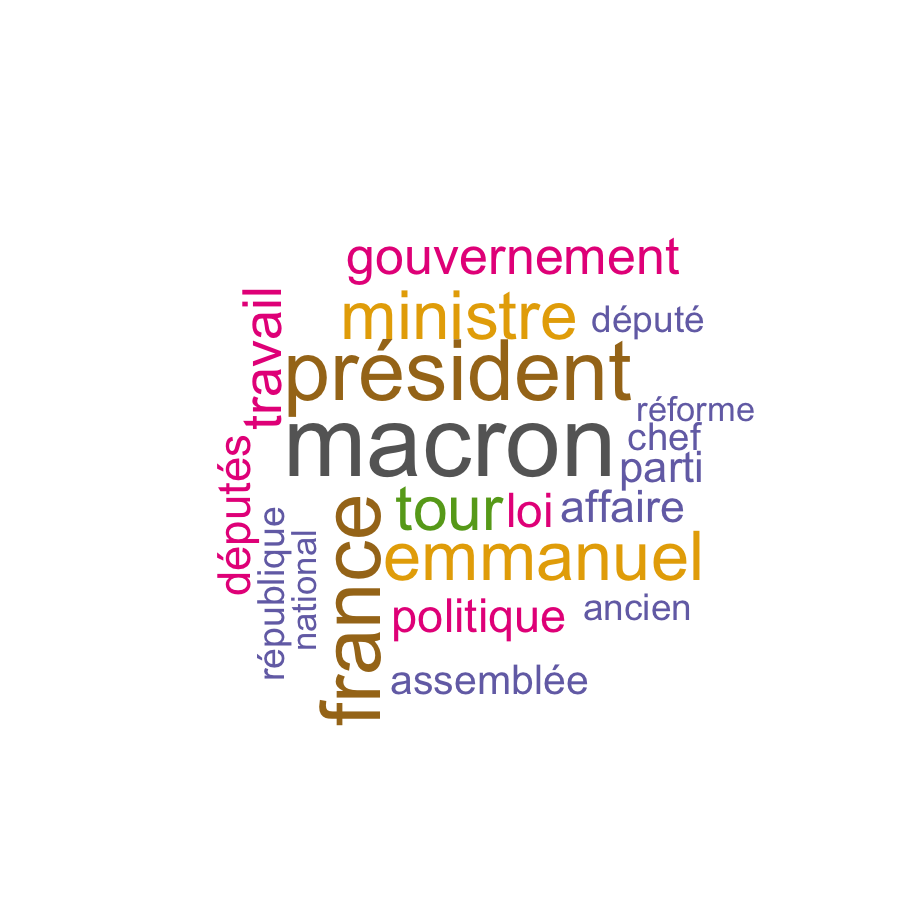 gouvernement
travail
ministre
député
président
réforme
macron
chef
parti
députés
tour
loi
affaire
république
national
france
emmanuel
politique
ancien
assemblée